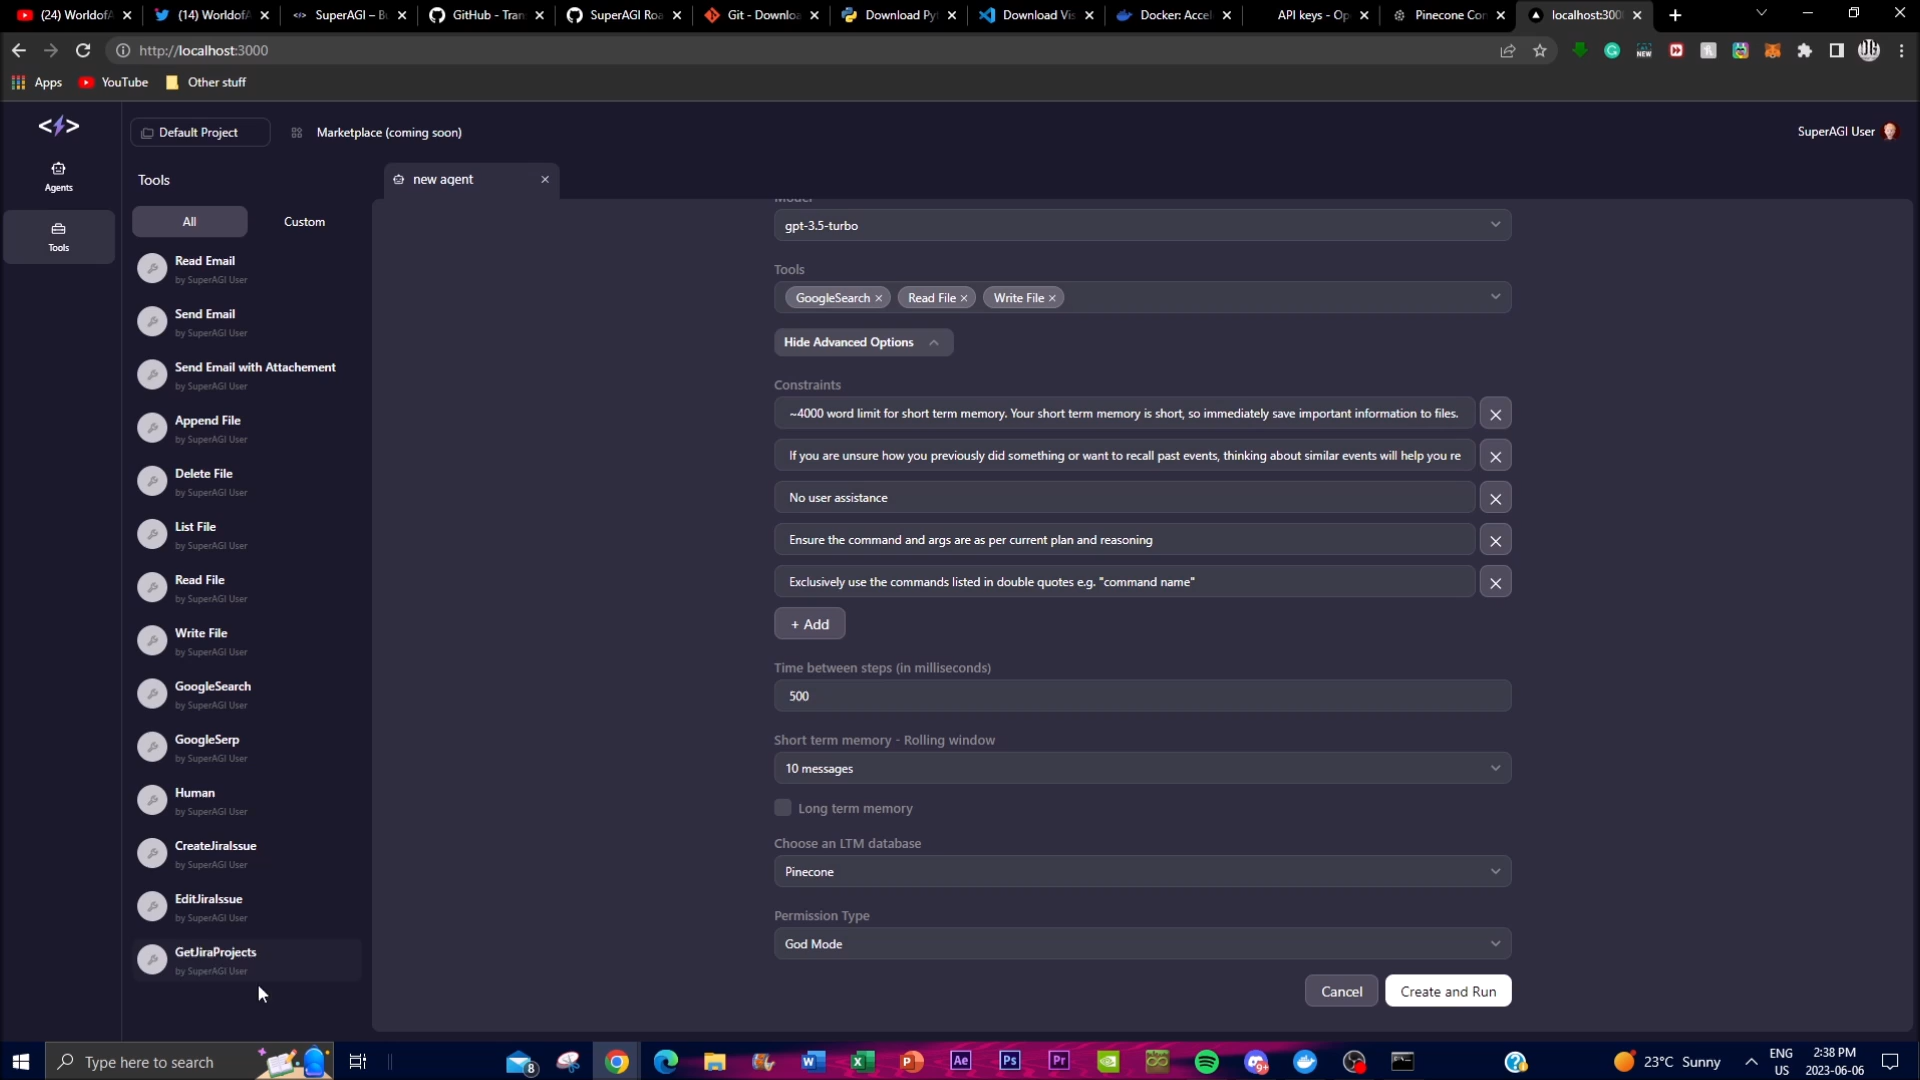 (24) Worldof
(14) Worldof
SuperAGI – B
GitHub - Tran
SuperAGI Roa
Git - Downlo
Download Py
Download Vis
Docker: Accel
API keys - Op
Pinecone Con
localhost:300
http://localhost:3000
NEW
Apps
YouTube
Other stuff
Default Project
Marketplace (coming soon)
SuperAGI User
Agents
Tools
Tools
All
Custom
Read Email
by SuperAGI User
Send Email
by SuperAGI User
Send Email with Attachement
by SuperAGI User
Append File
by SuperAGI User
Delete File
by SuperAGI User
List File
by SuperAGI User
Read File
by SuperAGI User
Write File
by SuperAGI User
GoogleSearch
by SuperAGI User
GoogleSerp
by SuperAGI User
Human
by SuperAGI User
CreateJiraIssue
by SuperAGI User
EditJiraIssue
by SuperAGI User
GetJiraProjects
by SuperAGI User
new agent
Model
gpt-3.5-turbo
Tools
GoogleSearch
Read File
Write File
Hide Advanced Options
Constraints
~4000 word limit for short term memory. Your short term memory is short, so immediately save important information to files.
If you are unsure how you previously did something or want to recall past events, thinking about similar events will help you re
No user assistance
Ensure the command and args are as per current plan and reasoning
Exclusively use the commands listed in double quotes e.g. "command name"
+ Add
Time between steps (in milliseconds)
500
Short term memory - Rolling window
10 messages
Long term memory
Choose an LTM database
Pinecone
Permission Type
God Mode
Cancel
Create and Run
Type here to search
8
W
X
P
Ae
Ps
Pr
9+
23°C Sunny
ENG
US
2:38 PM
2023-06-06